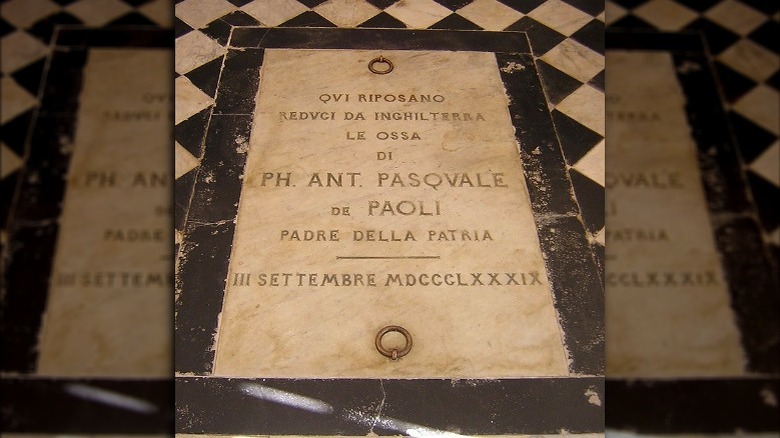 QVI RIPOSANO
REDVCI DA INGHILTERRA
LE OSSA
DI
PH. ANT. PASQVALE
DE PAOLI
PADRE DELLA PATRIA
III SETTEMBRE MDCCCLXXXIX